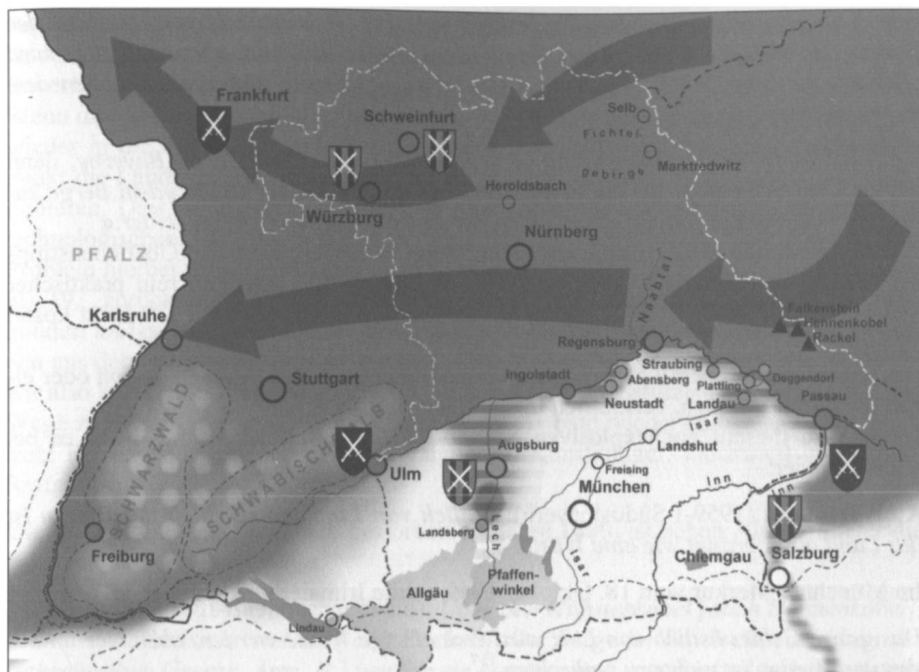 Frankfurt
Schweinfurt
Selb
Fichtel-
gebirge
Marktredwitz
Heroldsbach
Würzburg
Nürnberg
PFALZ
Naabtal
Karlsruhe
Falkenstein
Hennenkobel
Rackel
Regensburg
Straubing
Deggendorf
Ingolstadt
Abensberg
Plattling
Stuttgart
Neustadt
Landau
Passau
SCHWARZWALD
SCHWÄBISCHE ALB
Isar
Landshut
Augsburg
Ulm
Freising
Inn
München
Inn
Landsberg
Lech
Freiburg
Isar
Chiemgau
Salzburg
Pfaffen-
winkel
Allgäu
Lindau